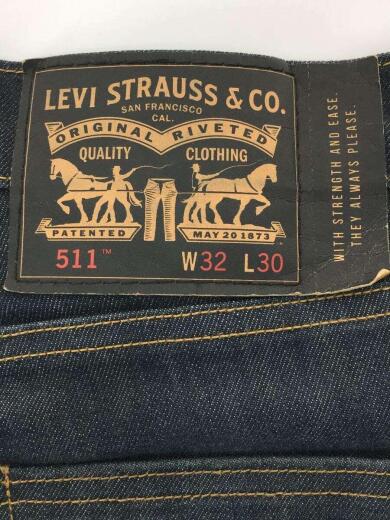 LEVI STRAUSS & CO.
SAN FRANCISCO
CAL.
ORIGINAL RIVETED
QUALITY CLOTHING
PATENTED MAY 20 1873
511™ W32 L30
WITH STRENGTH AND EASE.
THEY ALWAYS PLEASE.